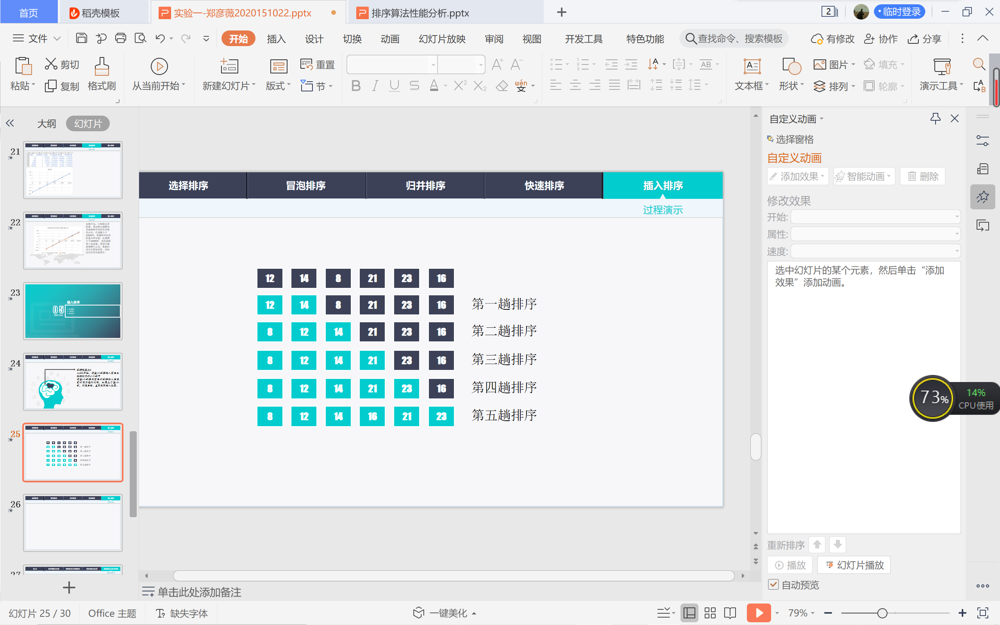 首页
稻壳模板
实验一-郑彦薇2020151022.pptx
排序算法性能分析.pptx
2
临时登录
文件
开始
插入
设计
切换
动画
幻灯片放映
审阅
视图
开发工具
特色功能
查找命令、搜索模板
有修改
协作
分享
粘贴
剪切
复制
格式刷
从当前开始
新建幻灯片
版式
重置
节
文本框
形状
图片
排列
填充
轮廓
演示工具
大纲
幻灯片
21
22
23
插入排序
05
24
25
26
27
选择排序 冒泡排序 归并排序 快速排序 插入排序
过程演示
12 14 8 21 23 16
12 14 8 21 23 16 第一趟排序
8 12 14 21 23 16 第二趟排序
8 12 14 21 23 16 第三趟排序
8 12 14 21 23 16 第四趟排序
8 12 14 16 21 23 第五趟排序
自定义动画
选择窗格
自定义动画
添加效果
智能动画
删除
修改效果
开始:
属性:
速度:
选中幻灯片的某个元素，然后单击“添加
效果”添加动画。
73%
14%
CPU使用
重新排序
播放
幻灯片播放
自动预览
单击此处添加备注
幻灯片 25 / 30
Office 主题
缺失字体
一键美化
79%